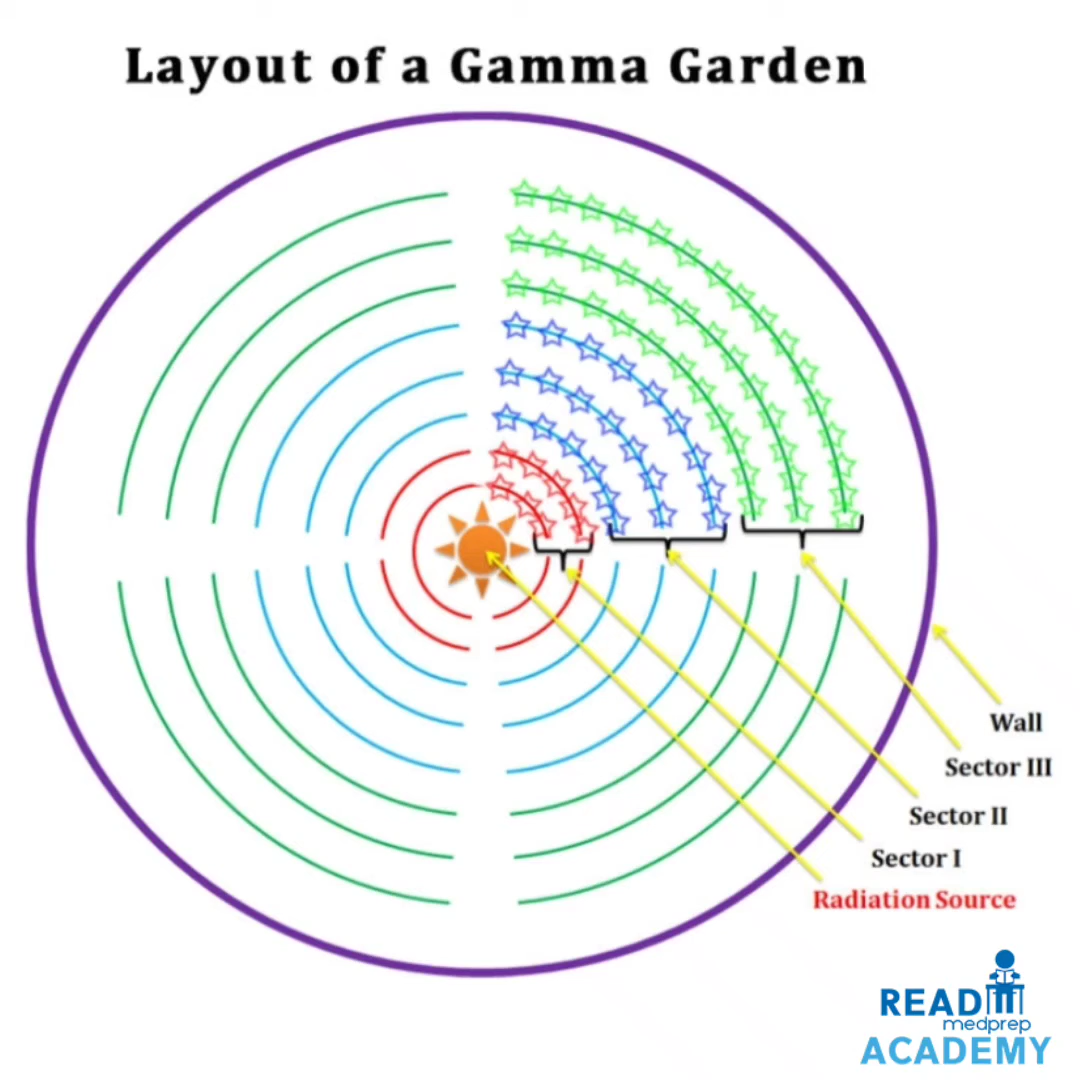 Layout of a Gamma Garden
Wall
Sector III
Sector II
Sector I
Radiation Source
READ
medprep
ACADEMY